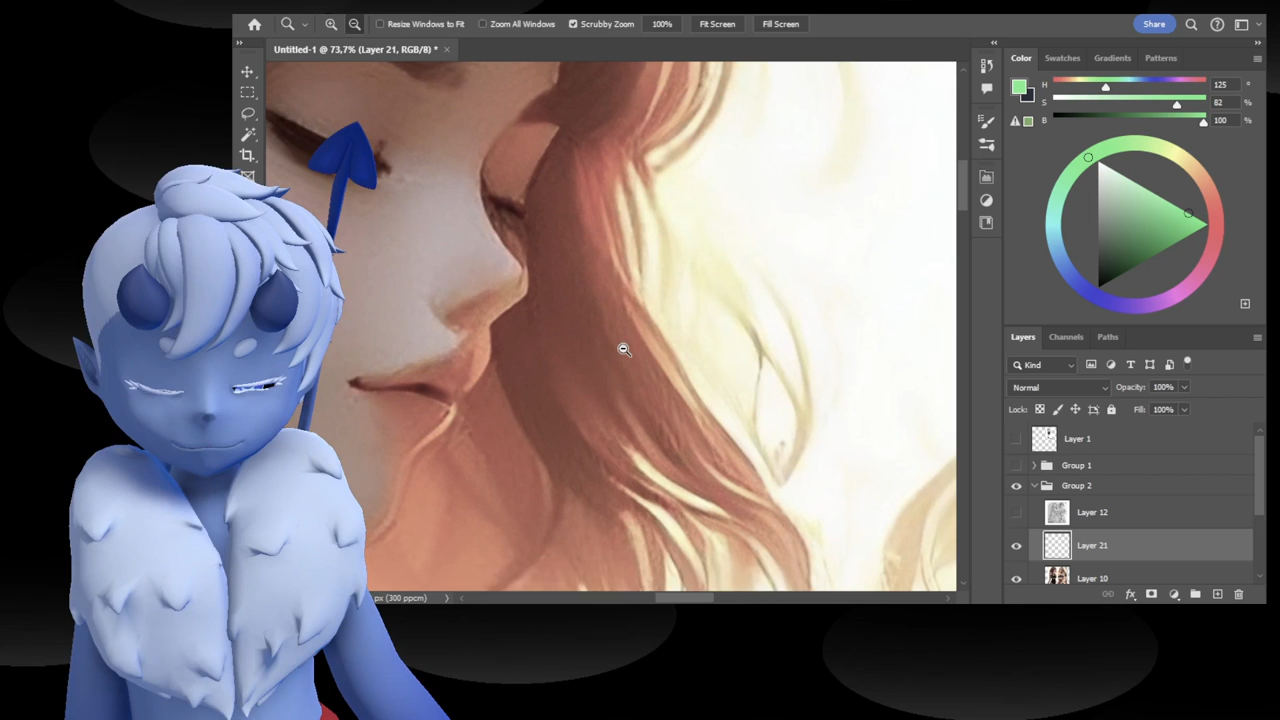 Resize Windows to Fit Zoom All Windows Scrubby Zoom 100% Fit Screen Fill Screen Share
Untitled-1 @ 73,7% (Layer 21, RGB/8) * ×
Color Swatches Gradients Patterns
H 125 °
S 82 %
B 100 %
Layers Channels Paths
Kind
Normal Opacity: 100%
Lock: Fill: 100%
Layer 1
Group 1
Group 2
Layer 12
Layer 21
Layer 10
px (300 ppcm)
fx